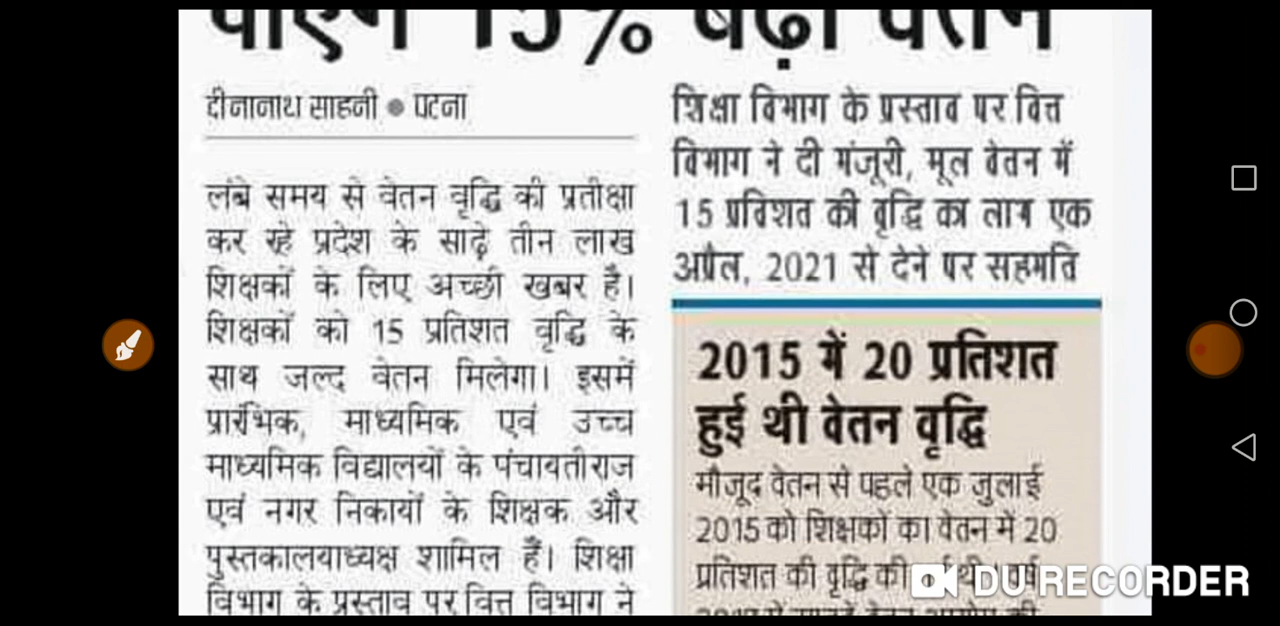 पाएंगे 15% बढ़ा वेतन
दीनानाथ साहनी ● पटना
लंबे समय से वेतन वृद्धि की प्रतीक्षा
कर रहे प्रदेश के साढ़े तीन लाख
शिक्षकों के लिए अच्छी खबर है।
शिक्षकों को 15 प्रतिशत वृद्धि के
साथ जल्द वेतन मिलेगा। इसमें
प्रारंभिक, माध्यमिक एवं उच्च
माध्यमिक विद्यालयों के पंचायतीराज
एवं नगर निकायों के शिक्षक और
पुस्तकालयाध्यक्ष शामिल हैं। शिक्षा
विभाग के प्रस्ताव पर वित्त विभाग ने
शिक्षा विभाग के प्रस्ताव पर वित्त
विभाग ने दी मंजूरी, मूल वेतन में
15 प्रतिशत की वृद्धि का लाभ एक
अप्रैल, 2021 से देने पर सहमति
2015 में 20 प्रतिशत
हुई थी वेतन वृद्धि
मौजूद वेतन से पहले एक जुलाई
2015 को शिक्षकों का वेतन में 20
प्रतिशत की वृद्धि की
DU RECORDER